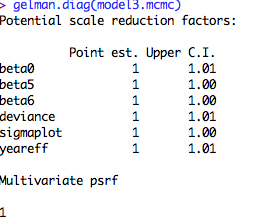 > gelman.diag(model3.mcmc)
Potential scale reduction factors:
Point est. Upper C.I.
beta0 1 1.01
beta5 1 1.00
beta6 1 1.00
deviance 1 1.01
sigmaplot 1 1.00
yeareff 1 1.01
Multivariate psrf
1